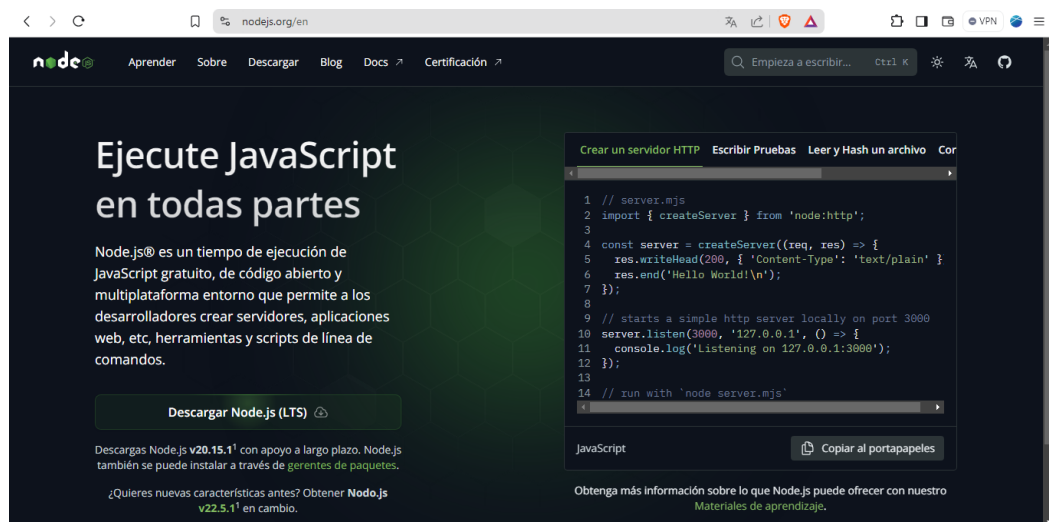 nodejs.org/en
VPN
node
Aprender Sobre Descargar Blog Docs Certificación
Empieza a escribir... Ctrl K
Ejecute JavaScript
en todas partes
Node.js® es un tiempo de ejecución de
JavaScript gratuito, de código abierto y
multiplataforma entorno que permite a los
desarrolladores crear servidores, aplicaciones
web, etc, herramientas y scripts de línea de
comandos.
Descargar Node.js (LTS)
Descargas Node.js v20.15.1¹ con apoyo a largo plazo. Node.js
también se puede instalar a través de gerentes de paquetes.
¿Quieres nuevas características antes? Obtener Nodo.js
v22.5.1¹ en cambio.
Crear un servidor HTTP Escribir Pruebas Leer y Hash un archivo Cor
1 // server.mjs
2 import { createServer } from 'node:http';
3
4 const server = createServer((req, res) => {
5 res.writeHead(200, { 'Content-Type': 'text/plain' }
6 res.end('Hello World!\n');
7 });
8
9 // starts a simple http server locally on port 3000
10 server.listen(3000, '127.0.0.1', () => {
11 console.log('Listening on 127.0.0.1:3000');
12 });
13
14 // run with `node server.mjs`
JavaScript
Copiar al portapapeles
Obtenga más información sobre lo que Node.js puede ofrecer con nuestro
Materiales de aprendizaje.